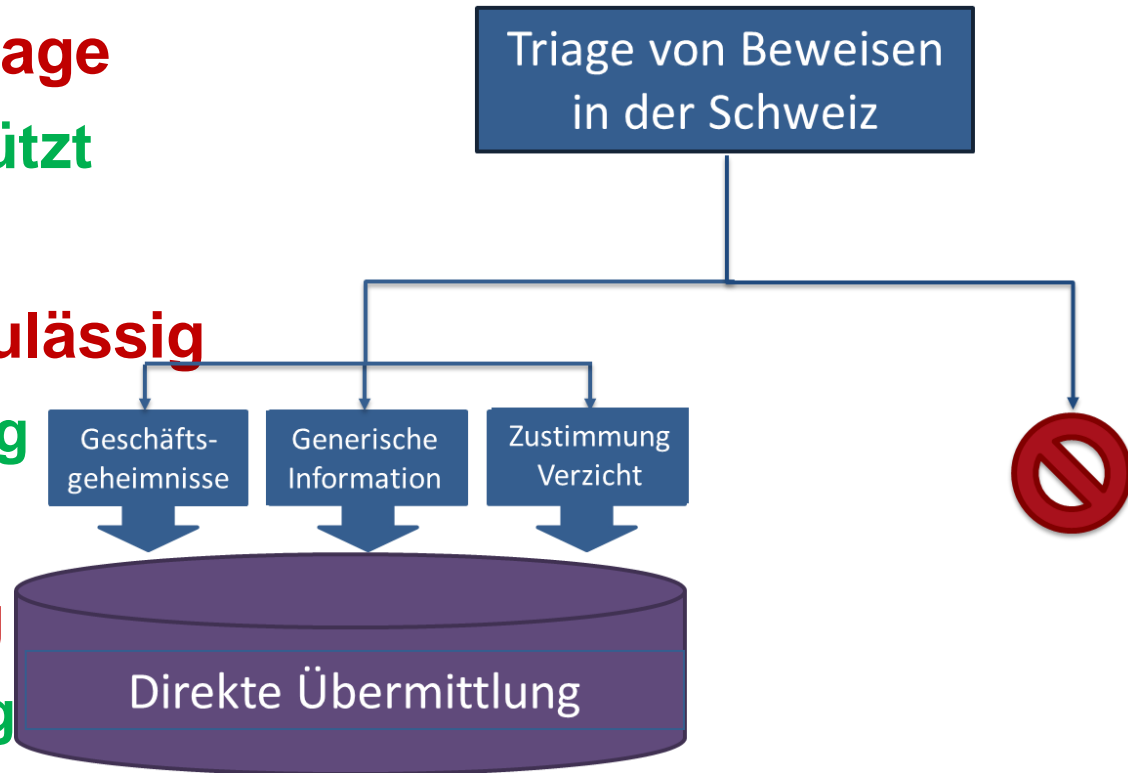 age
ützt
ulässig
g
g
g
Triage von Beweisen
in der Schweiz
Geschäfts-
geheimnisse
Generische
Information
Zustimmung
Verzicht
Direkte Übermittlung